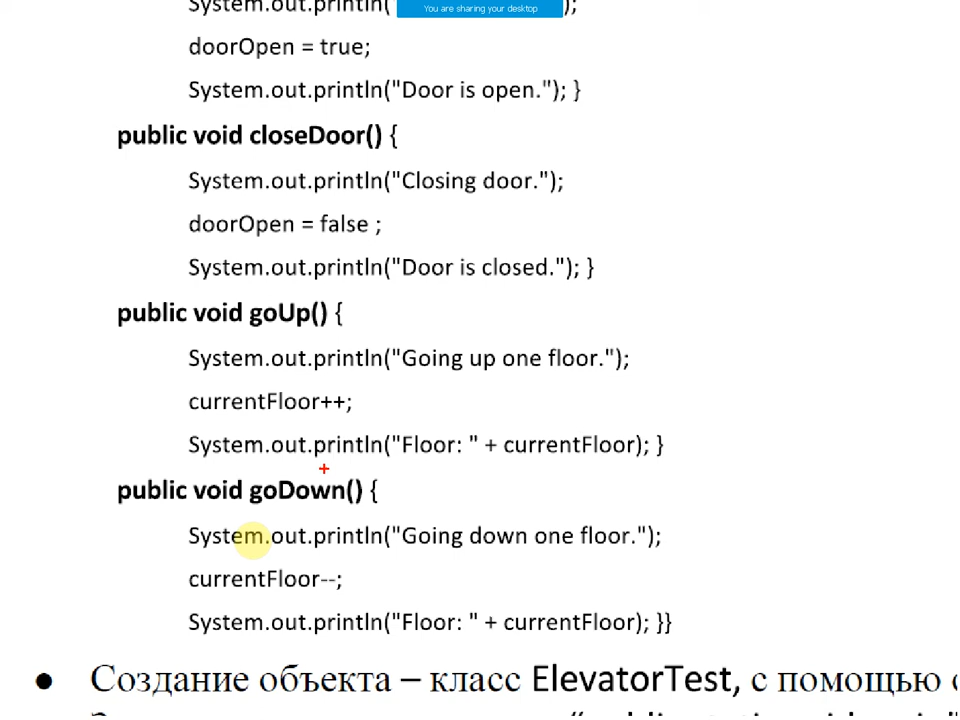 System.out.println("
You are sharing your desktop
);
doorOpen = true;
System.out.println("Door is open."); }
public void closeDoor() {
System.out.println("Closing door.");
doorOpen = false ;
System.out.println("Door is closed."); }
public void goUp() {
System.out.println("Going up one floor.");
currentFloor++;
System.out.println("Floor: " + currentFloor); }
public void goDown() {
System.out.println("Going down one floor.");
currentFloor--;
System.out.println("Floor: " + currentFloor); }}
● Создание объекта – класс ElevatorTest, с помощью